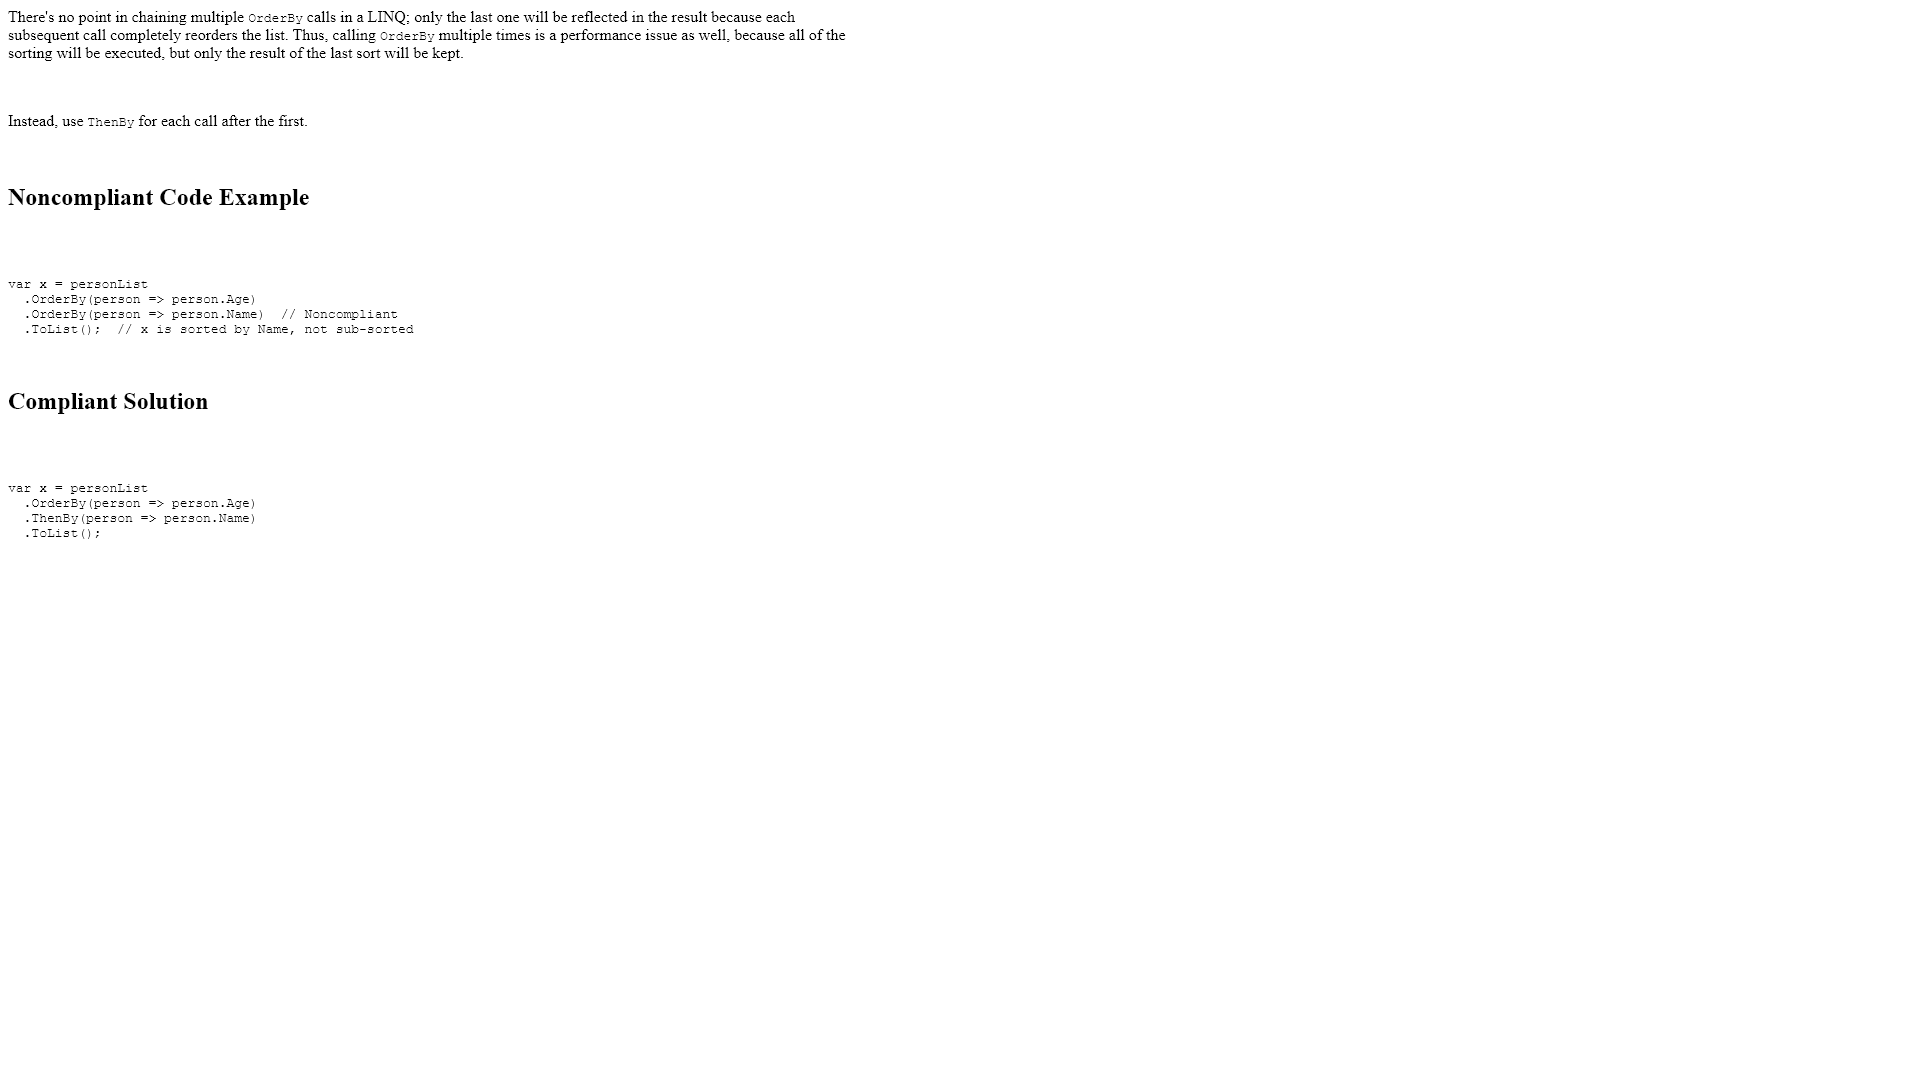 There's no point in chaining multiple OrderBy calls in a LINQ; only the last one will be reflected in the result because each
subsequent call completely reorders the list. Thus, calling OrderBy multiple times is a performance issue as well, because all of the
sorting will be executed, but only the result of the last sort will be kept.
Instead, use ThenBy for each call after the first.
Noncompliant Code Example
var x = personList
  .OrderBy(person => person.Age)
  .OrderBy(person => person.Name)  // Noncompliant
  .ToList();  // x is sorted by Name, not sub-sorted
Compliant Solution
var x = personList
  .OrderBy(person => person.Age)
  .ThenBy(person => person.Name)
  .ToList();